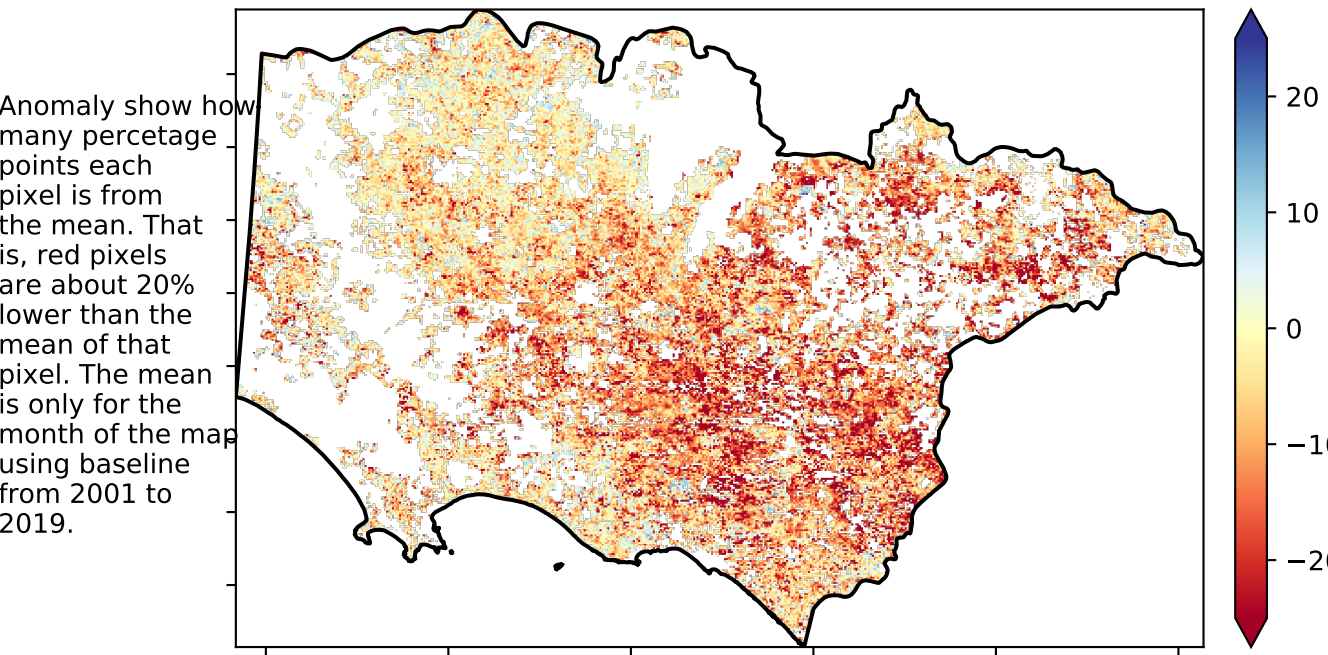 Anomaly show how
many percetage
points each
pixel is from
the mean. That
is, red pixels
are about 20%
lower than the
mean of that
pixel. The mean
is only for the
month of the map
using baseline
from 2001 to
2019.
20
10
0
−10
−20